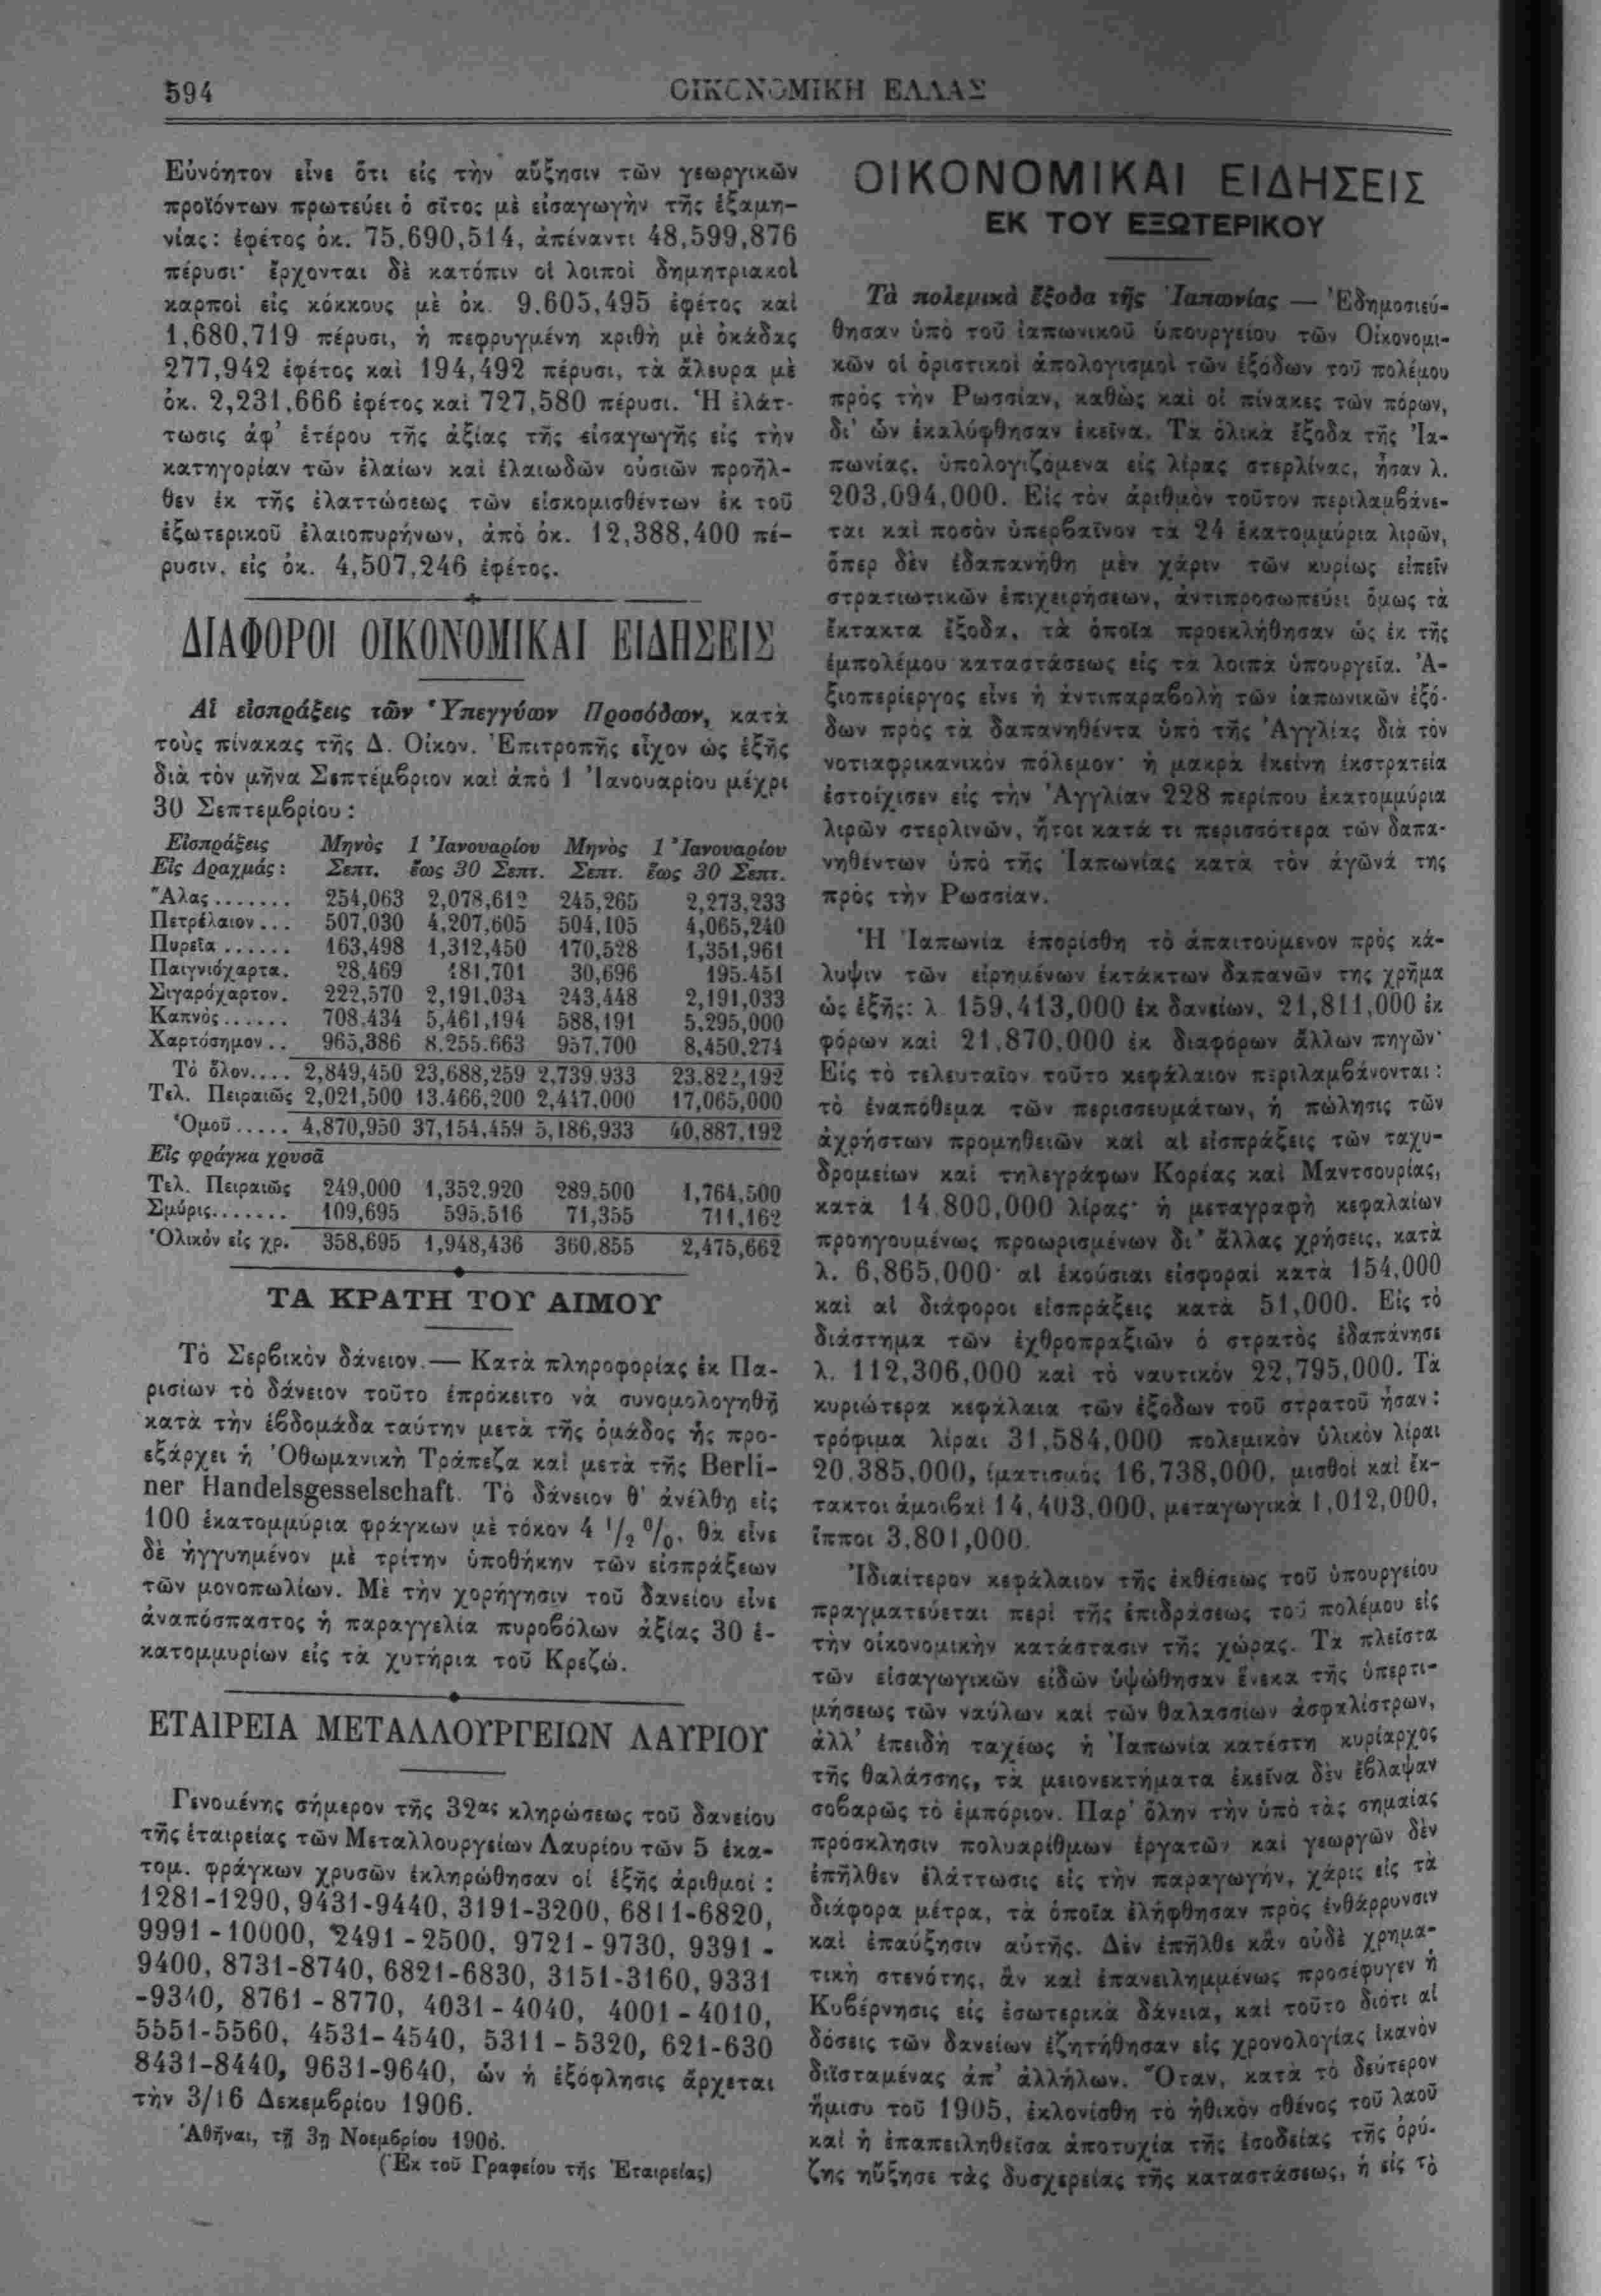 594
ΟΙΚΟΝΟΜΙΚΗ ΕΛΛΑΣ
Εὐνόητον εἶνε ὅτι εἰς τὴν αὔξησιν τῶν γεωργικῶν
προϊόντων πρωτεύει ὁ σῖτος μὲ εἰσαγωγὴν τῆς ἑξαμη-
νίας: ἐφέτος ὀκ. 75,690,514, ἀπέναντι 48,599,876
πέρυσι· ἔρχονται δὲ κατόπιν οἱ λοιποὶ δημητριακοὶ
καρποὶ εἰς κόκκους μὲ ὀκ. 9.605,495 ἐφέτος καὶ
1,680,719 πέρυσι, ἡ πεφρυγμένη κριθὴ μὲ ὀκάδας
277,942 ἐφέτος καὶ 194,492 πέρυσι, τὰ ἄλευρα μὲ
ὀκ. 2,231,666 ἐφέτος καὶ 727,580 πέρυσι. Ἡ ἐλάτ-
τωσις ἀφ’ ἑτέρου τῆς ἀξίας τῆς εἰσαγωγῆς εἰς τὴν
κατηγορίαν τῶν ἐλαίων καὶ ἐλαιωδῶν οὐσιῶν προῆλ-
θεν ἐκ τῆς ἐλαττώσεως τῶν εἰσκομισθέντων ἐκ τοῦ
ἐξωτερικοῦ ἐλαιοπυρήνων, ἀπὸ ὀκ. 12,388,400 πέ-
ρυσιν, εἰς ὀκ. 4,507,246 ἐφέτος.
ΔΙΑΦΟΡΟΙ ΟΙΚΟΝΟΜΙΚΑΙ ΕΙΔΗΣΕΙΣ
Αἱ εἰσπράξεις τῶν Ὑπεγγύων Προσόδων, κατὰ
τοὺς πίνακας τῆς Δ. Οἰκον. Ἐπιτροπῆς εἶχον ὡς ἑξῆς
διὰ τὸν μῆνα Σεπτέμβριον καὶ ἀπὸ 1 Ἰανουαρίου μέχρι
30 Σεπτεμβρίου:
Εἰσπράξεις Μηνὸς 1 Ἰανουαρίου Μηνὸς 1 Ἰανουαρίου
Εἰς Δραχμάς: Σεπτ. ἕως 30 Σεπτ. Σεπτ. ἕως 30 Σεπτ.
Ἅλας....... 254,063 2,078,612 245,265 2,273,233
Πετρέλαιον... 507,030 4,207,605 504,105 4,065,240
Πυρεῖα...... 163,498 1,312,450 170,528 1,351,961
Παιγνιόχαρτα. 28,469 181,701 30,696 195.451
Σιγαρόχαρτον. 222,570 2,191,034 243,448 2,191,033
Καπνὸς...... 708,434 5,461,194 588,191 5.295,000
Χαρτόσημον.. 965,386 8.255.663 957.700 8,450,274
Τὸ ὅλον.... 2,849,450 23,688,259 2,739.933 23.822,192
Τελ. Πειραιῶς 2,021,500 13.466,200 2,447.000 17,065,000
Ὁμοῦ..... 4,870,950 37,154,459 5,186,933 40,887,192
Εἰς φράγκα χρυσᾶ
Τελ. Πειραιῶς 249,000 1,352.920 289.500 1,764,500
Σμύρις....... 109,695 595.516 71,355 711,162
Ὁλικὸν εἰς χρ. 358,695 1,948,436 360.855 2,475,662
ΤΑ ΚΡΑΤΗ ΤΟΥ ΑΙΜΟΥ
Τὸ Σερβικὸν δάνειον.— Κατὰ πληροφορίας ἐκ Πα-
ρισίων τὸ δάνειον τοῦτο ἐπρόκειτο νὰ συνομολογηθῇ
κατὰ τὴν ἑβδομάδα ταύτην μετὰ τῆς ὁμάδος ἧς προ-
εξάρχει ἡ Ὀθωμανικὴ Τράπεζα καὶ μετὰ τῆς Berli-
ner Handelsgesselschaft. Τὸ δάνειον θ’ ἀνέλθῃ εἰς
100 ἑκατομμύρια φράγκων μὲ τόκον 4 1/2 0/0, θὰ εἶνε
δὲ ἠγγυημένον μὲ τρίτην ὑποθήκην τῶν εἰσπράξεων
τῶν μονοπωλίων. Μὲ τὴν χορήγησιν τοῦ δανείου εἶνε
ἀναπόσπαστος ἡ παραγγελία πυροβόλων ἀξίας 30 ἑ-
κατομμυρίων εἰς τὰ χυτήρια τοῦ Κρεζώ.
ΕΤΑΙΡΕΙΑ ΜΕΤΑΛΛΟΥΡΓΕΙΩΝ ΛΑΥΡΙΟΥ
Γενομένης σήμερον τῆς 32ας κληρώσεως τοῦ δανείου
τῆς ἑταιρείας τῶν Μεταλλουργείων Λαυρίου τῶν 5 ἑκα-
τομ. φράγκων χρυσῶν ἐκληρώθησαν οἱ ἑξῆς ἀριθμοί:
1281-1290, 9431-9440, 3191-3200, 6811-6820,
9991-10000, 2491-2500, 9721-9730, 9391-
9400, 8731-8740, 6821-6830, 3151-3160, 9331
-9340, 8761-8770, 4031-4040, 4001-4010,
5551-5560, 4531-4540, 5311-5320, 621-630
8431-8440, 9631-9640, ὧν ἡ ἐξόφλησις ἄρχεται
τὴν 3/16 Δεκεμβρίου 1906.
Ἀθῆναι, τῇ 3ῃ Νοεμβρίου 1906.
(Ἐκ τοῦ Γραφείου τῆς Ἑταιρείας)
ΟΙΚΟΝΟΜΙΚΑΙ ΕΙΔΗΣΕΙΣ
ΕΚ ΤΟΥ ΕΞΩΤΕΡΙΚΟΥ
Τὰ πολεμικὰ ἔξοδα τῆς Ἰαπωνίας — Ἐδημοσιεύ-
θησαν ὑπὸ τοῦ ἰαπωνικοῦ ὑπουργείου τῶν Οἰκονομι-
κῶν οἱ ὁριστικοὶ ἀπολογισμοὶ τῶν ἐξόδων τοῦ πολέμου
πρὸς τὴν Ρωσσίαν, καθὼς καὶ οἱ πίνακες τῶν πόρων,
δι’ ὧν ἐκαλύφθησαν ἐκεῖνα. Τὰ ὁλικὰ ἔξοδα τῆς Ἰα-
πωνίας, ὑπολογιζόμενα εἰς λίρας στερλίνας, ἦσαν λ.
203,094,000. Εἰς τὸν ἀριθμὸν τοῦτον περιλαμβάνε-
ται καὶ ποσὸν ὑπερβαῖνον τὰ 24 ἑκατομμύρια λιρῶν,
ὅπερ δὲν ἐδαπανήθη μὲν χάριν τῶν κυρίως εἰπεῖν
στρατιωτικῶν ἐπιχειρήσεων, ἀντιπροσωπεύει ὅμως τὰ
ἔκτακτα ἔξοδα, τὰ ὁποῖα προεκλήθησαν ὡς ἐκ τῆς
ἐμπολέμου καταστάσεως εἰς τὰ λοιπὰ ὑπουργεῖα. Ἀ-
ξιοπερίεργος εἶνε ἡ ἀντιπαραβολὴ τῶν ἰαπωνικῶν ἐξό-
δων πρὸς τὰ δαπανηθέντα ὑπὸ τῆς Ἀγγλίας διὰ τὸν
νοτιαφρικανικὸν πόλεμον· ἡ μακρὰ ἐκείνη ἐκστρατεία
ἐστοίχισεν εἰς τὴν Ἀγγλίαν 228 περίπου ἑκατομμύρια
λιρῶν στερλινῶν, ἤτοι κατά τι περισσότερα τῶν δαπα-
νηθέντων ὑπὸ τῆς Ἰαπωνίας κατὰ τὸν ἀγῶνά της
πρὸς τὴν Ρωσσίαν.
Ἡ Ἰαπωνία ἐπορίσθη τὸ ἀπαιτούμενον πρὸς κά-
λυψιν τῶν εἰρημένων ἐκτάκτων δαπανῶν της χρῆμα
ὡς ἑξῆς: λ 159,413,000 ἐκ δανείων, 21,811,000 ἐκ
φόρων καὶ 21,870,000 ἐκ διαφόρων ἄλλων πηγῶν·
Εἰς τὸ τελευταῖον τοῦτο κεφάλαιον περιλαμβάνονται:
τὸ ἐναπόθεμα τῶν περισσευμάτων, ἡ πώλησις τῶν
ἀχρήστων προμηθειῶν καὶ αἱ εἰσπράξεις τῶν ταχυ-
δρομείων καὶ τηλεγράφων Κορέας καὶ Μαντσουρίας,
κατὰ 14,800,000 λίρας· ἡ μεταγραφὴ κεφαλαίων
προηγουμένως προωρισμένων δι’ ἄλλας χρήσεις, κατὰ
λ. 6,865,000· αἱ ἑκούσιαι εἰσφοραὶ κατὰ 154,000
καὶ αἱ διάφοροι εἰσπράξεις κατὰ 51,000. Εἰς τὸ
διάστημα τῶν ἐχθροπραξιῶν ὁ στρατὸς ἐδαπάνησε
λ. 112,306,000 καὶ τὸ ναυτικόν 22,795,000. Τὰ
κυριώτερα κεφάλαια τῶν ἐξόδων τοῦ στρατοῦ ἦσαν:
τρόφιμα λίραι 31,584,000 πολεμικὸν ὑλικὸν λίραι
20,385,000, ἱματισμὸς 16,738,000, μισθοὶ καὶ ἔκ-
τακτοι ἀμοιβαὶ 14,403,000, μεταγωγικὰ 1,012,000,
ἵπποι 3,801,000.
Ἰδιαίτερον κεφάλαιον τῆς ἐκθέσεως τοῦ ὑπουργείου
πραγματεύεται περὶ τῆς ἐπιδράσεως τοῦ πολέμου εἰς
τὴν οἰκονομικὴν κατάστασιν τῆς χώρας. Τὰ πλεῖστα
τῶν εἰσαγωγικῶν εἰδῶν ὑψώθησαν ἕνεκα τῆς ὑπερτι-
μήσεως τῶν ναύλων καὶ τῶν θαλασσίων ἀσφαλίστρων,
ἀλλ’ ἐπειδὴ ταχέως ἡ Ἰαπωνία κατέστη κυρίαρχος
τῆς θαλάσσης, τὰ μειονεκτήματα ἐκεῖνα δὲν ἔβλαψαν
σοβαρῶς τὸ ἐμπόριον. Παρ’ ὅλην τὴν ὑπὸ τὰς σημαίας
πρόσκλησιν πολυαρίθμων ἐργατῶν καὶ γεωργῶν δὲν
ἐπῆλθεν ἐλάττωσις εἰς τὴν παραγωγήν, χάρις εἰς τὰ
διάφορα μέτρα, τὰ ὁποῖα ἐλήφθησαν πρὸς ἐνθάρρυνσιν
καὶ ἐπαύξησιν αὐτῆς. Δὲν ἐπῆλθε κἂν οὐδὲ χρημα-
τικὴ στενότης, ἂν καὶ ἐπανειλημμένως προσέφυγεν ἡ
Κυβέρνησις εἰς ἐσωτερικὰ δάνεια, καὶ τοῦτο διότι αἱ
δόσεις τῶν δανείων ἐζητήθησαν εἰς χρονολογίας ἱκανὸν
διϊσταμένας ἀπ’ ἀλλήλων. Ὅταν, κατὰ τὸ δεύτερον
ἥμισυ τοῦ 1905, ἐκλονίσθη τὸ ἠθικὸν σθένος τοῦ λαοῦ
καὶ ἡ ἐπαπειληθεῖσα ἀποτυχία τῆς ἐσοδείας τῆς ὀρύ-
ζης ηὔξησε τὰς δυσχερείας τῆς καταστάσεως, ἡ εἰς τὸ